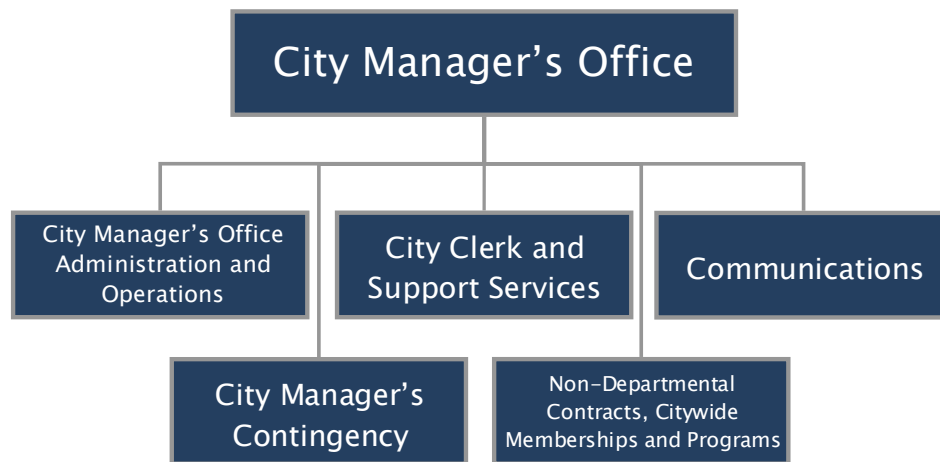 City Manager’s Office
City Manager’s Office
Administration and
Operations
City Clerk and
Support Services
Communications
City Manager’s
Contingency
Non-Departmental
Contracts, Citywide
Memberships and Programs